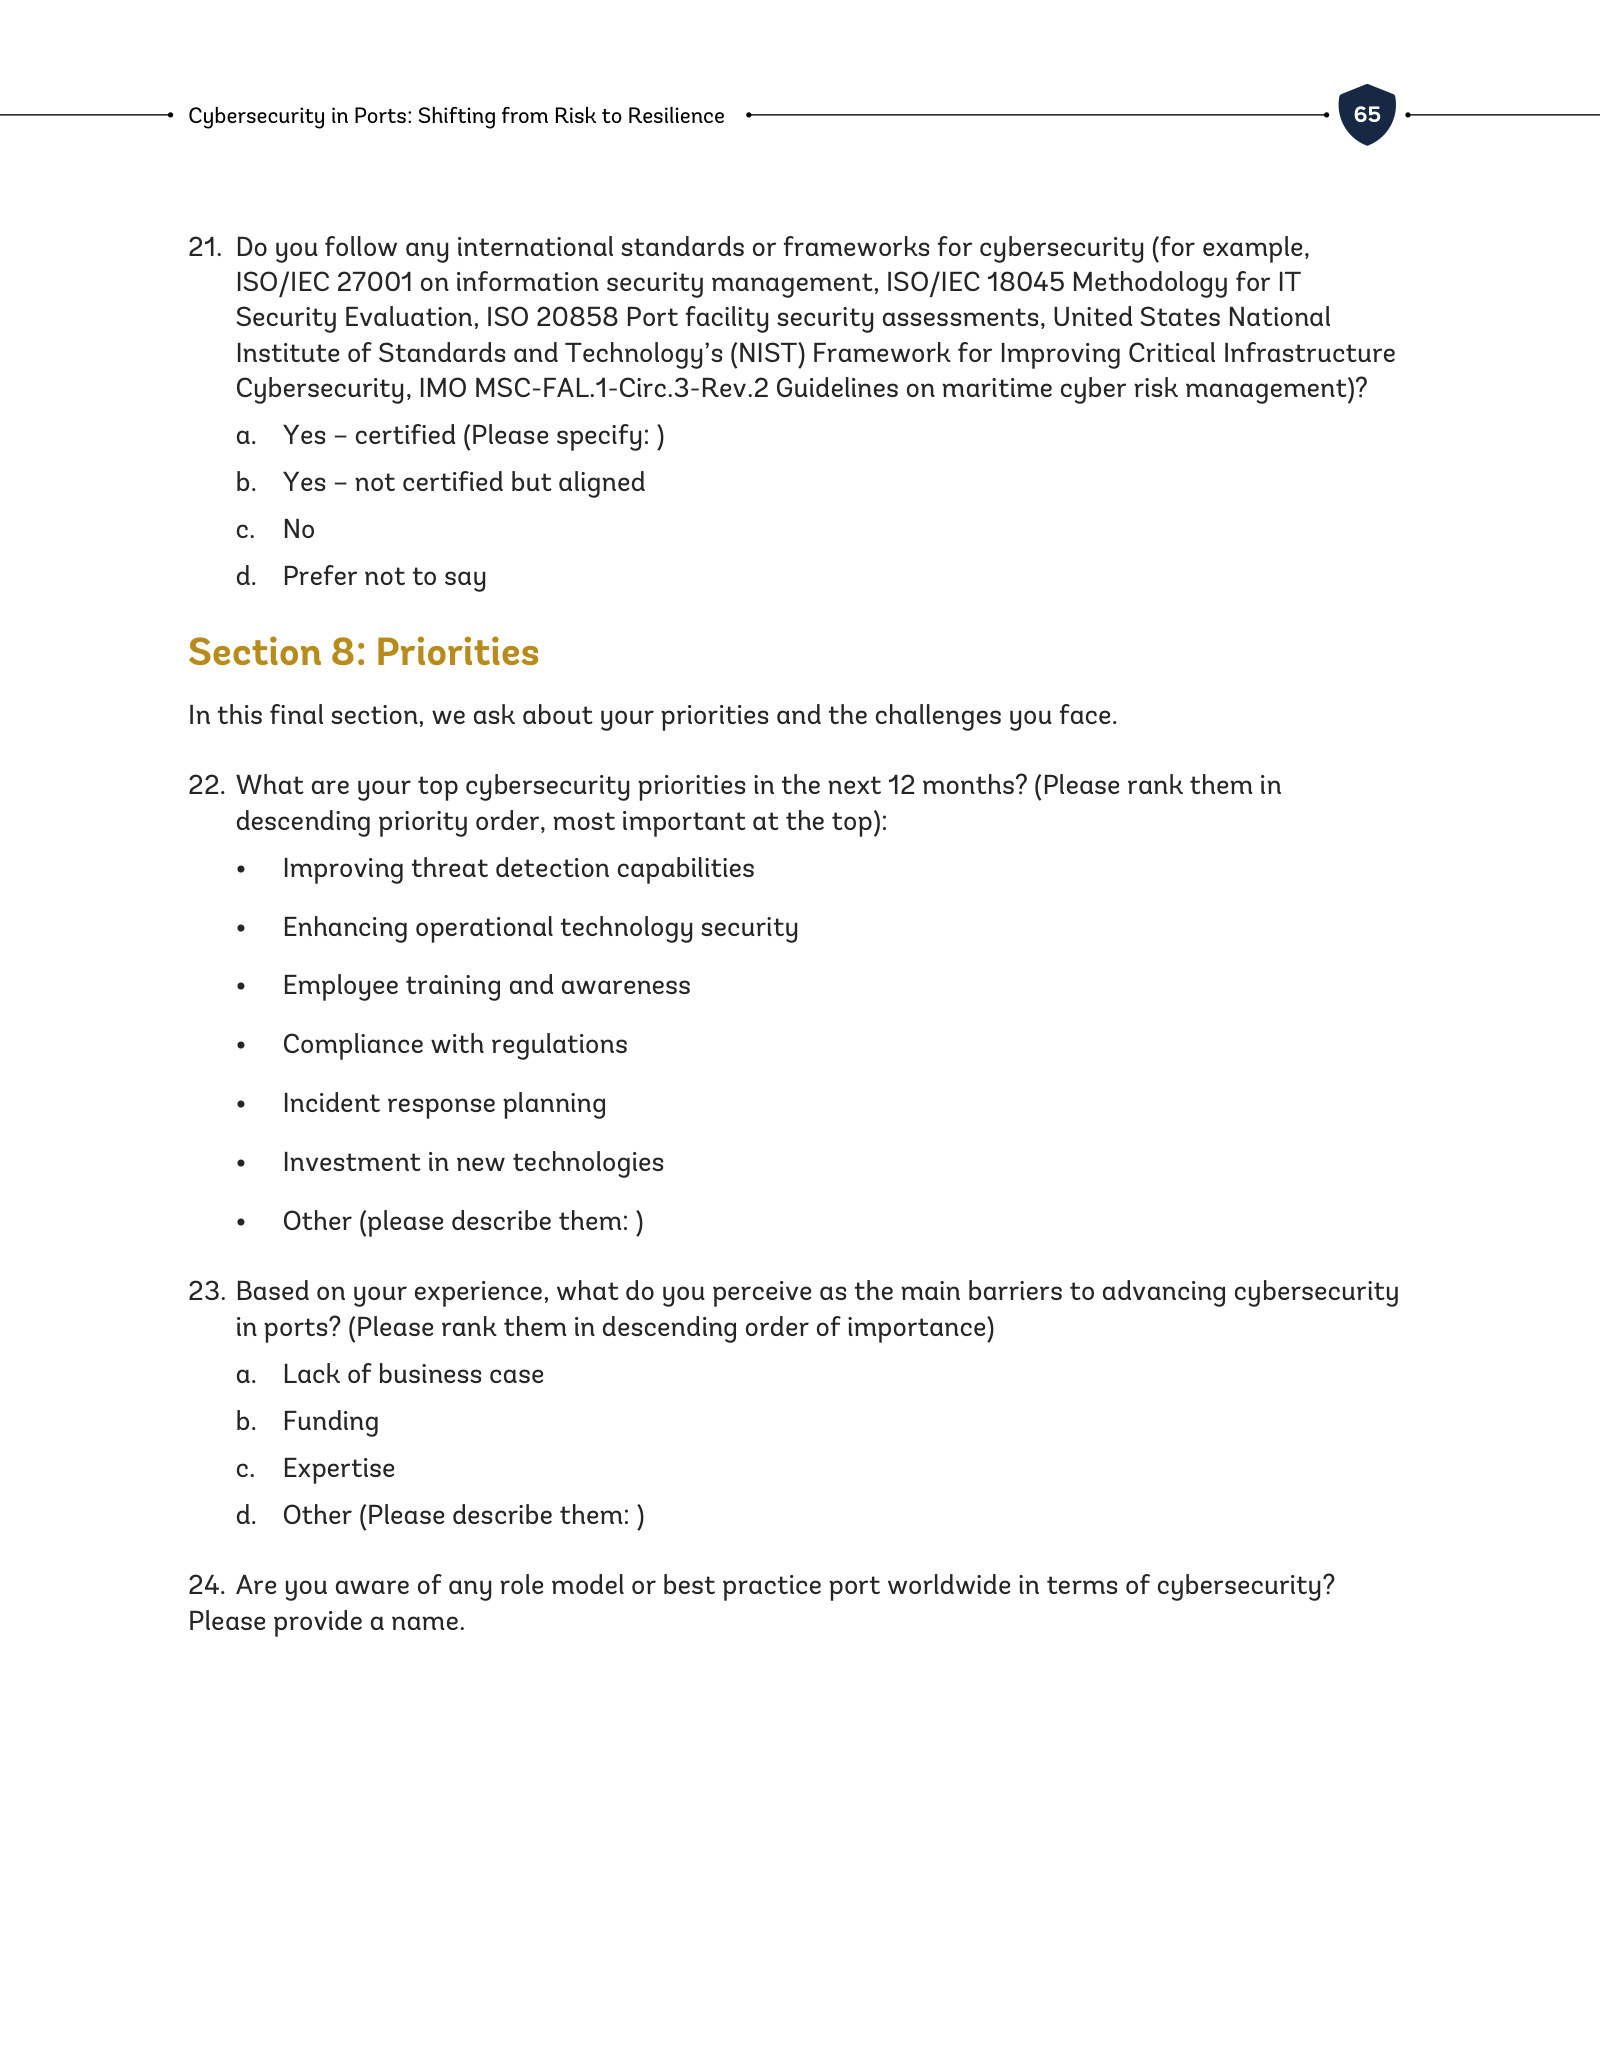 Cybersecurity in Ports: Shifting from Risk to Resilience
65
21. Do you follow any international standards or frameworks for cybersecurity (for example,
ISO/IEC 27001 on information security management, ISO/IEC 18045 Methodology for IT
Security Evaluation, ISO 20858 Port facility security assessments, United States National
Institute of Standards and Technology’s (NIST) Framework for Improving Critical Infrastructure
Cybersecurity, IMO MSC-FAL.1-Circ.3-Rev.2 Guidelines on maritime cyber risk management)?
a. Yes – certified (Please specify: )
b. Yes – not certified but aligned
c. No
d. Prefer not to say
Section 8: Priorities
In this final section, we ask about your priorities and the challenges you face.
22. What are your top cybersecurity priorities in the next 12 months? (Please rank them in
descending priority order, most important at the top):
• Improving threat detection capabilities
• Enhancing operational technology security
• Employee training and awareness
• Compliance with regulations
• Incident response planning
• Investment in new technologies
• Other (please describe them: )
23. Based on your experience, what do you perceive as the main barriers to advancing cybersecurity
in ports? (Please rank them in descending order of importance)
a. Lack of business case
b. Funding
c. Expertise
d. Other (Please describe them: )
24. Are you aware of any role model or best practice port worldwide in terms of cybersecurity?
Please provide a name.